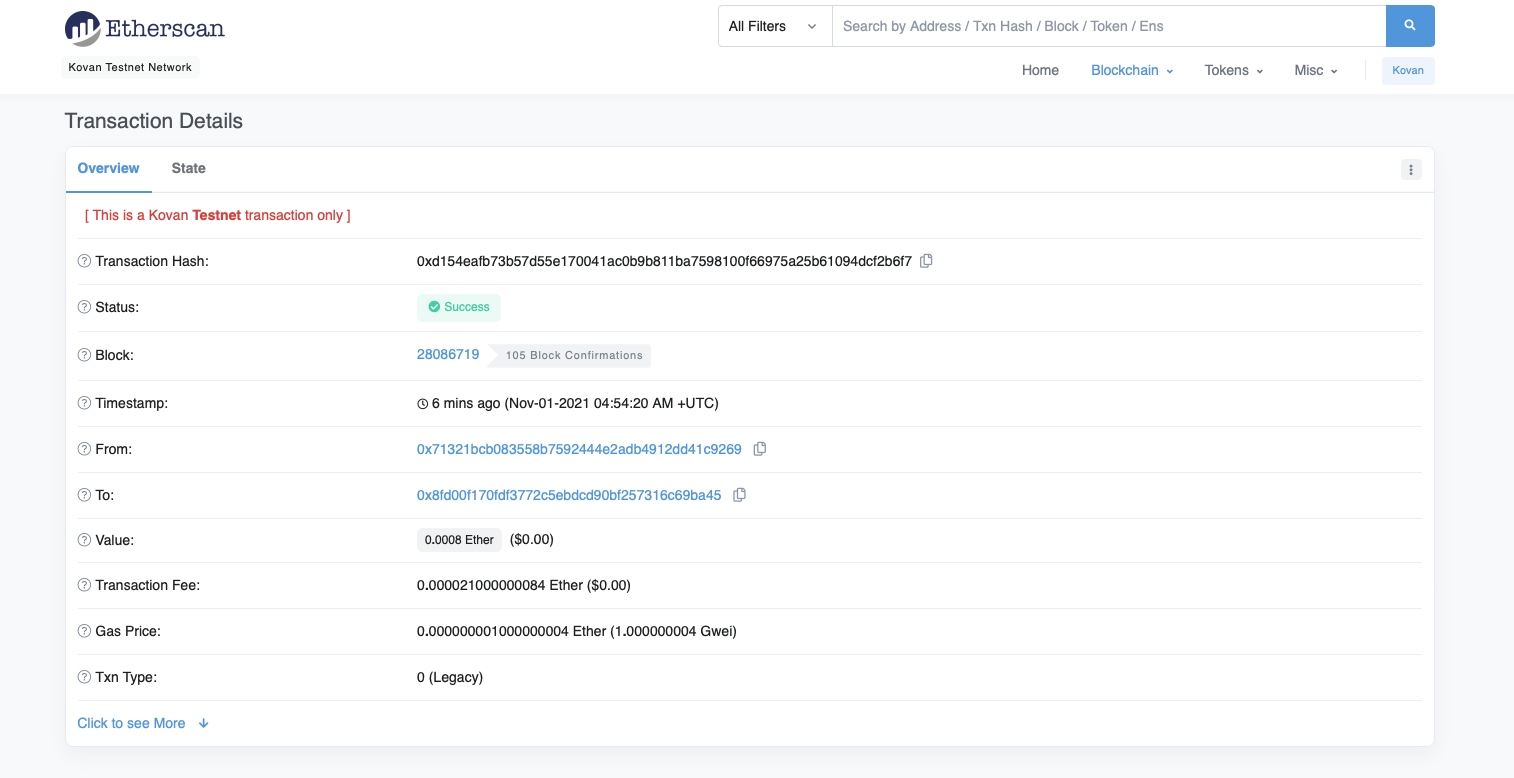 Etherscan
All Filters
Search by Address / Txn Hash / Block / Token / Ens
Kovan Testnet Network
Home Blockchain Tokens Misc Kovan
Transaction Details
Overview State
[ This is a Kovan Testnet transaction only ]
Transaction Hash: 0xd154eafb73b57d55e170041ac0b9b811ba7598100f66975a25b61094dcf2b6f7
Status: Success
Block: 28086719 105 Block Confirmations
Timestamp: 6 mins ago (Nov-01-2021 04:54:20 AM +UTC)
From: 0x71321bcb083558b7592444e2adb4912dd41c9269
To: 0x8fd00f170fdf3772c5ebdcd90bf257316c69ba45
Value: 0.0008 Ether ($0.00)
Transaction Fee: 0.000021000000084 Ether ($0.00)
Gas Price: 0.000000001000000004 Ether (1.000000004 Gwei)
Txn Type: 0 (Legacy)
Click to see More